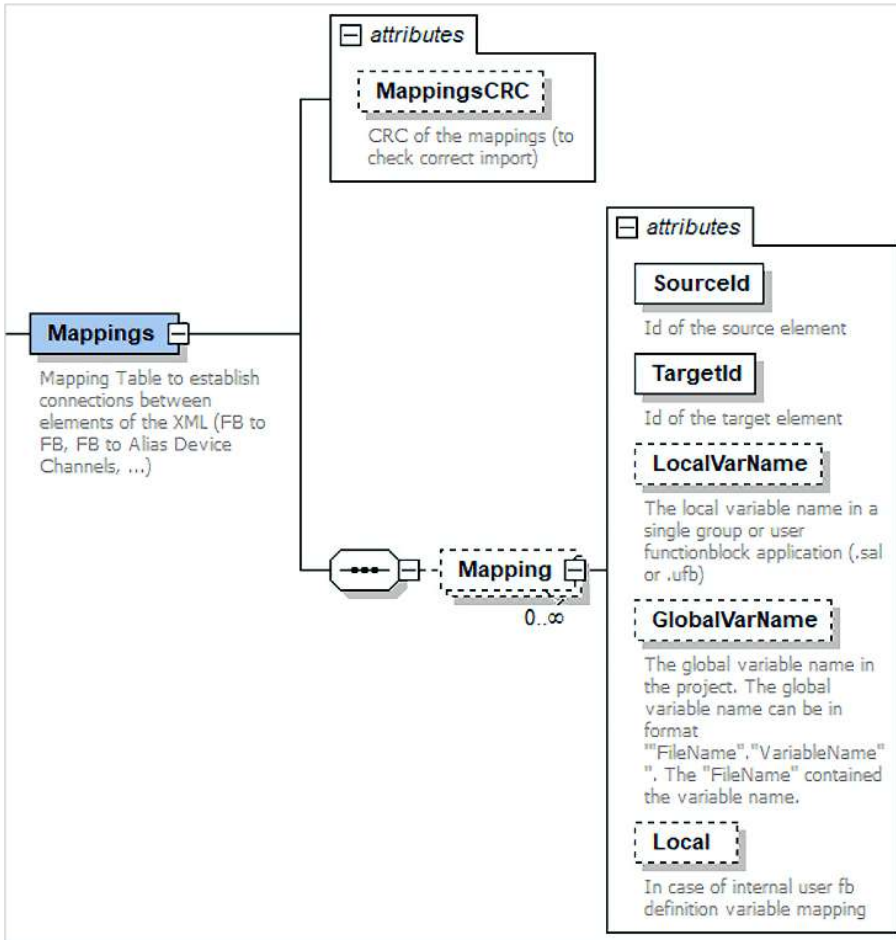 attributes
MappingsCRC
CRC of the mappings (to
check correct import)
attributes
SourceId
Id of the source element
Mappings
TargetId
Mapping Table to establish
connections between
elements of the XML (FB to
FB, FB to Alias Device
Channels, ...)
Id of the target element
LocalVarName
The local variable name in a
single group or user
functionblock application (.sal
or .ufb)
Mapping
0..∞
GlobalVarName
The global variable name in
the project. The global
variable name can be in
format
'"FileName"."VariableName"
". The "FileName" contained
the variable name.
Local
In case of internal user fb
definition variable mapping